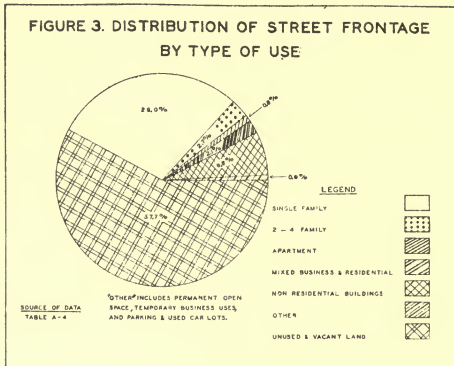 FIGURE 3. DISTRIBUTION OF STREET FRONTAGE
BY TYPE OF USE
0.8%
0.6%
37.7%
LEGEND
SINGLE FAMILY
2 - 4 FAMILY
APARTMENT
MIXED BUSINESS & RESIDENTIAL
NON RESIDENTIAL BUILDINGS
OTHER
UNUSED & VACANT LAND
"OTHER" INCLUDES PERMANENT OPEN
SPACE, TEMPORARY BUSINESS USES,
AND PARKING & USED CAR LOTS.
SOURCE OF DATA
TABLE A-4